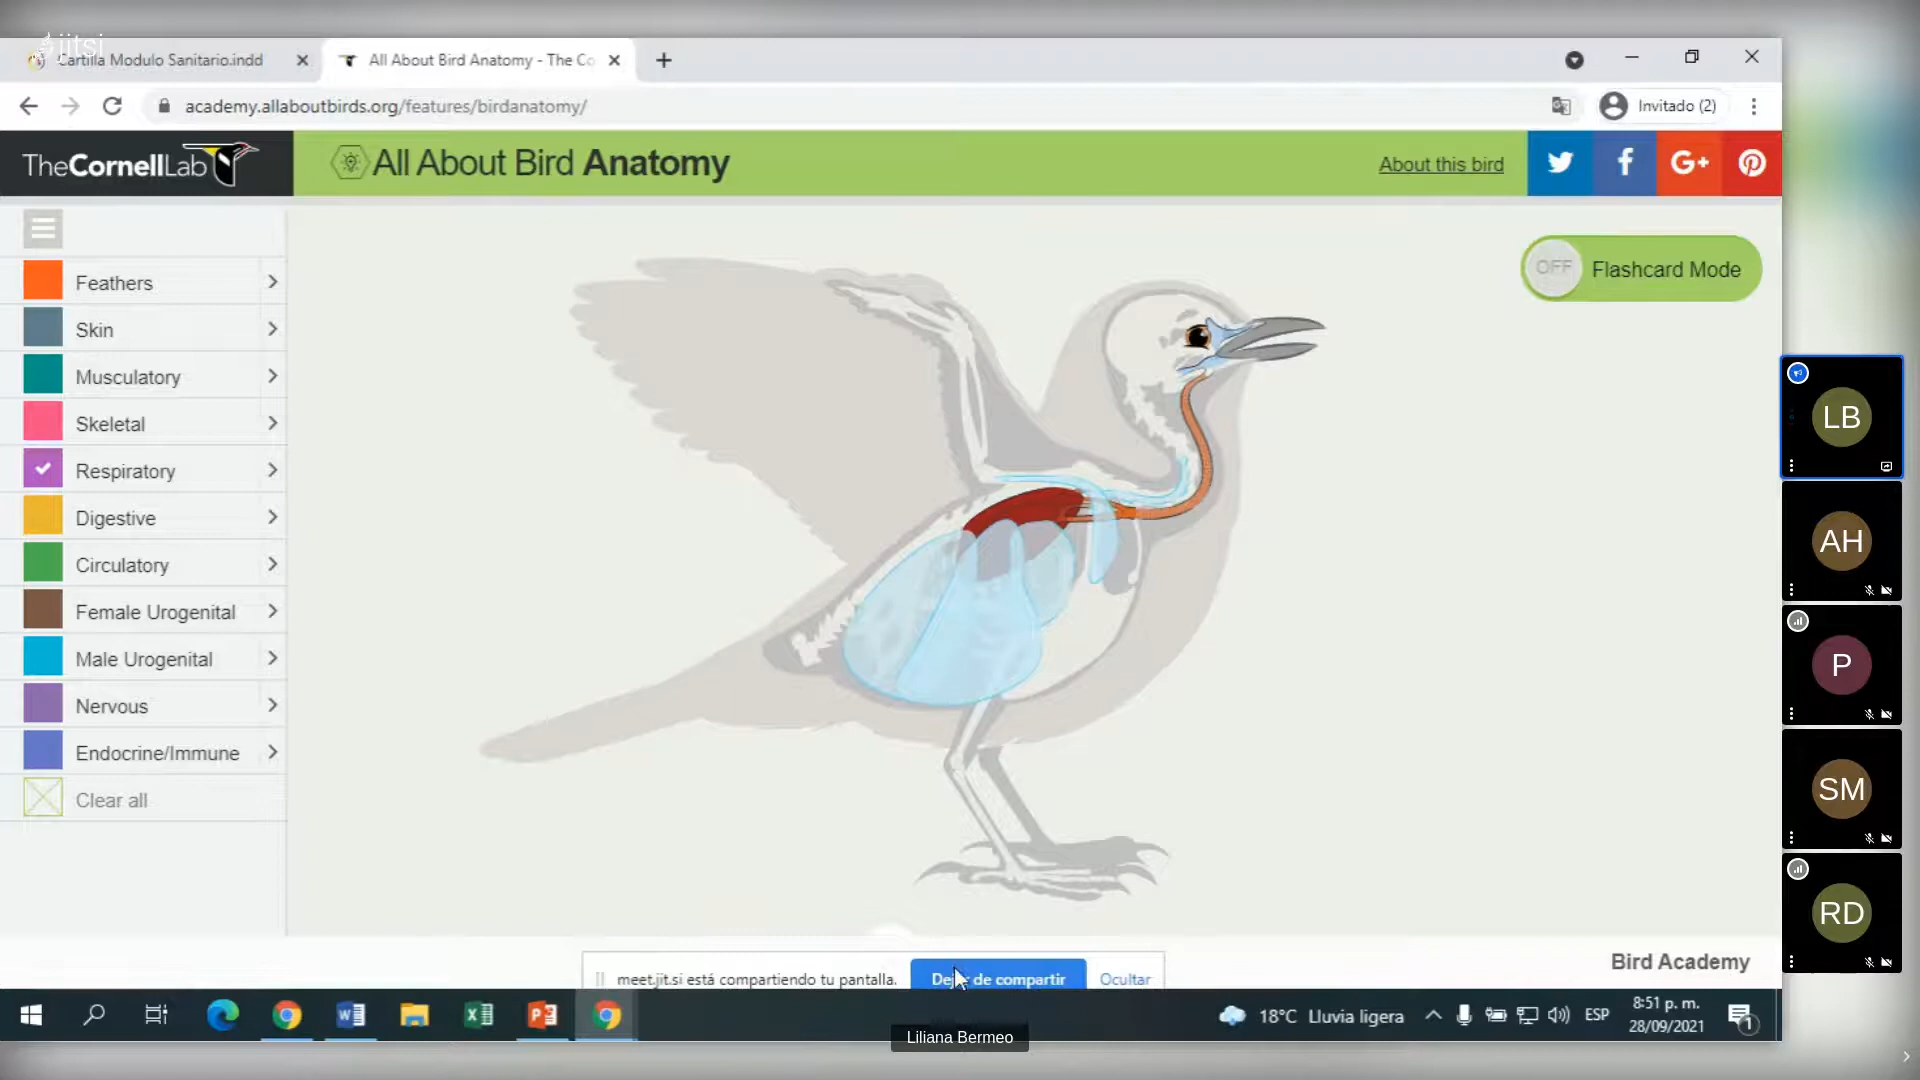 jitsi
Cartilla Modulo Sanitario.indd
All About Bird Anatomy - The Co
academy.allaboutbirds.org/features/birdanatomy/
Invitado (2)
TheCornellLab
All About Bird Anatomy
About this bird
G+
OFF Flashcard Mode
Feathers
Skin
Musculatory
Skeletal
Respiratory
Digestive
Circulatory
Female Urogenital
Male Urogenital
Nervous
Endocrine/Immune
Clear all
LB
AH
P
SM
RD
Bird Academy
meet.jit.si está compartiendo tu pantalla.
de compartir
Ocultar
18°C Lluvia ligera
ESP
8:51 p. m.
28/09/2021
1
Liliana Bermeo